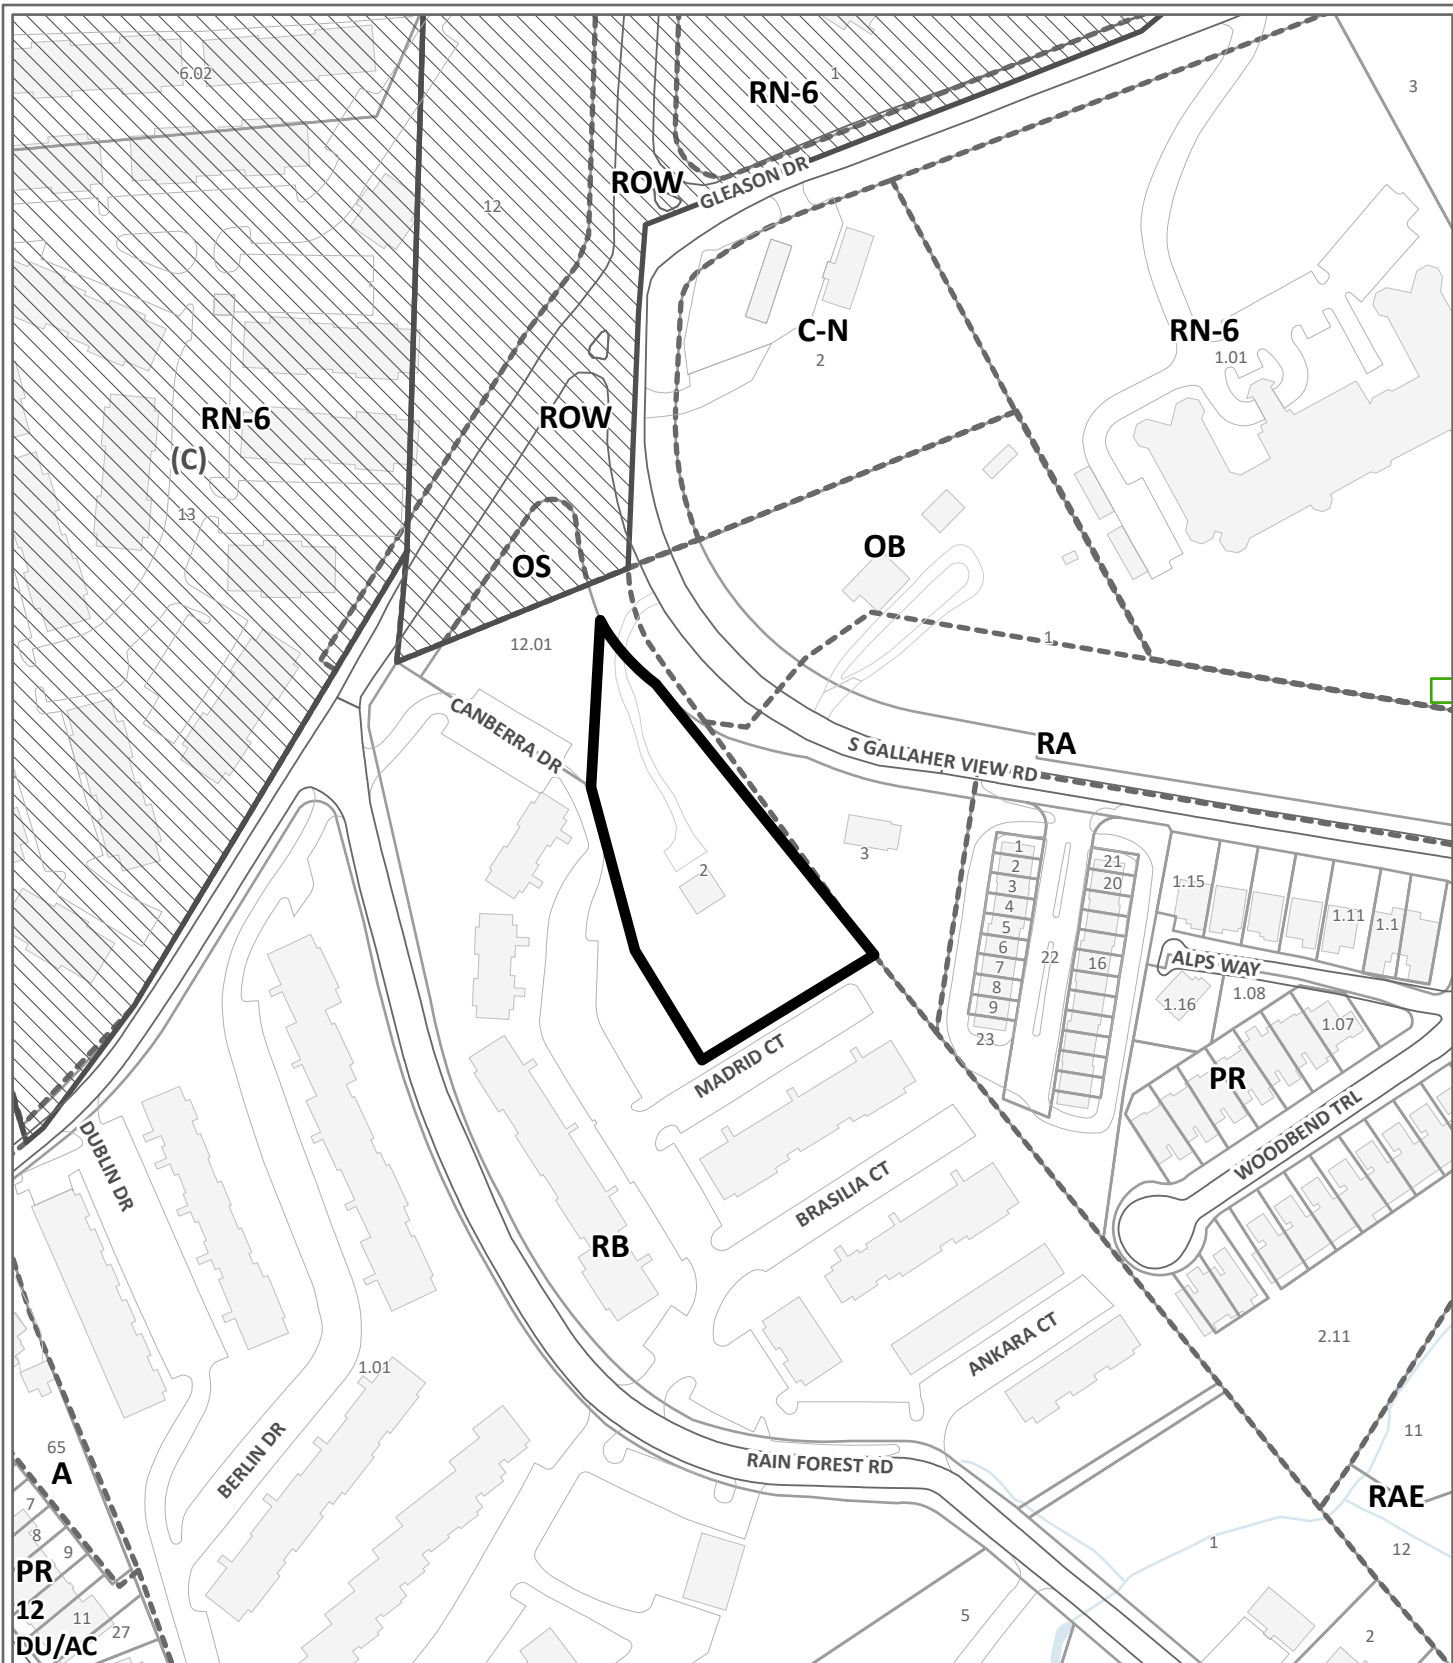 6.02
1
RN-6
3
ROW
GLEASON DR
12
C-N
2
RN-6
1.01
RN-6
(C)
13
ROW
OS
OB
12.01
1
CANBERRA DR
S GALLAHER VIEW RD
RA
2
3
1
2
3
4
5
6
7
8
9
23
22
21
20
16
1.15
1.11
1.1
ALPS WAY
1.16
1.08
1.07
PR
WOODBEND TRL
MADRID CT
DUBLIN DR
BRASILIA CT
RB
ANKARA CT
2.11
1.01
BERLIN DR
RAIN FOREST RD
65
A
7
8
9
PR
12
DU/AC
11
27
11
RAE
12
1
5
2